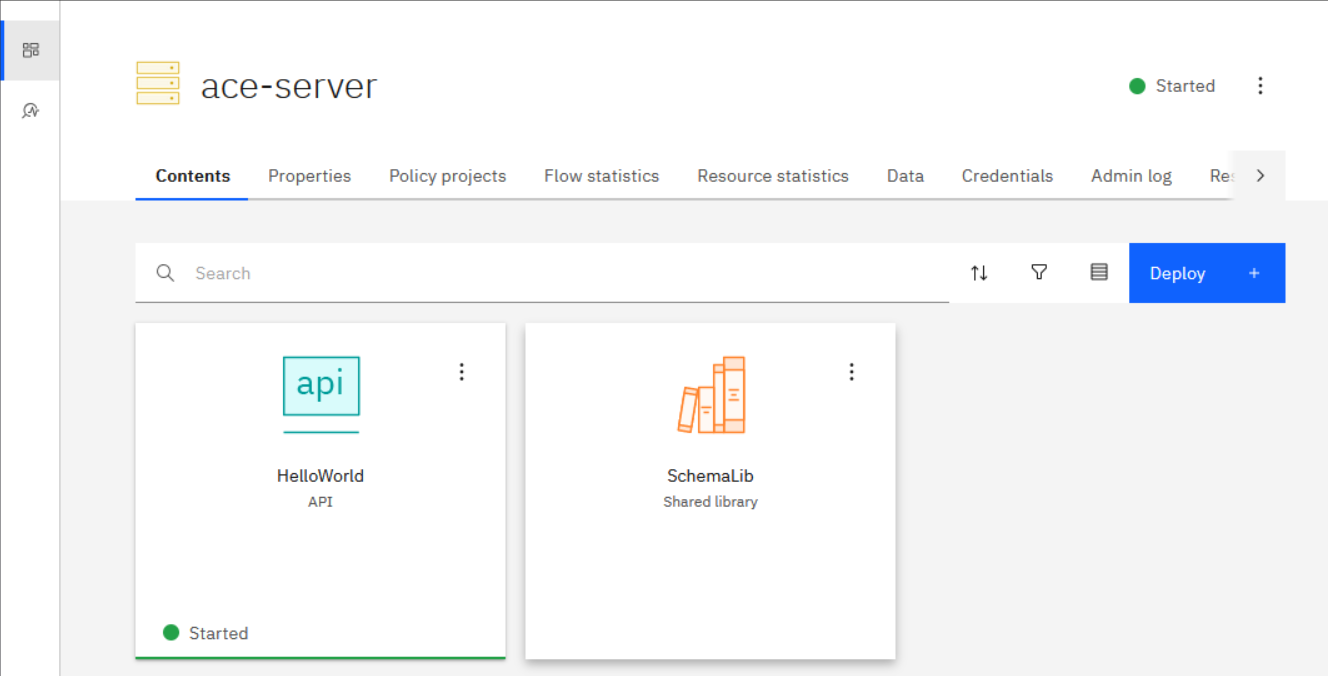 ace-server
Started
Contents Properties Policy projects Flow statistics Resource statistics Data Credentials Admin log
Search
Deploy +
api
HelloWorld
API
Started
SchemaLib
Shared library